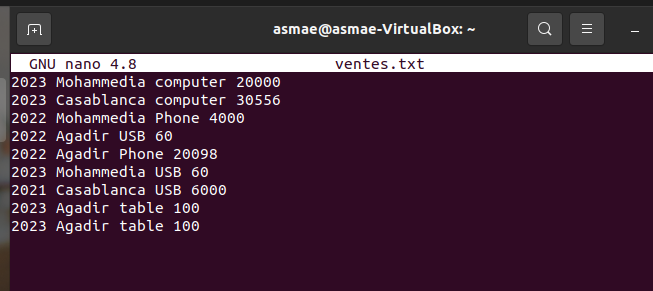 asmae@asmae-VirtualBox: ~
GNU nano 4.8 ventes.txt
2023 Mohammedia computer 20000
2023 Casablanca computer 30556
2022 Mohammedia Phone 4000
2022 Agadir USB 60
2022 Agadir Phone 20098
2023 Mohammedia USB 60
2021 Casablanca USB 6000
2023 Agadir table 100
2023 Agadir table 100